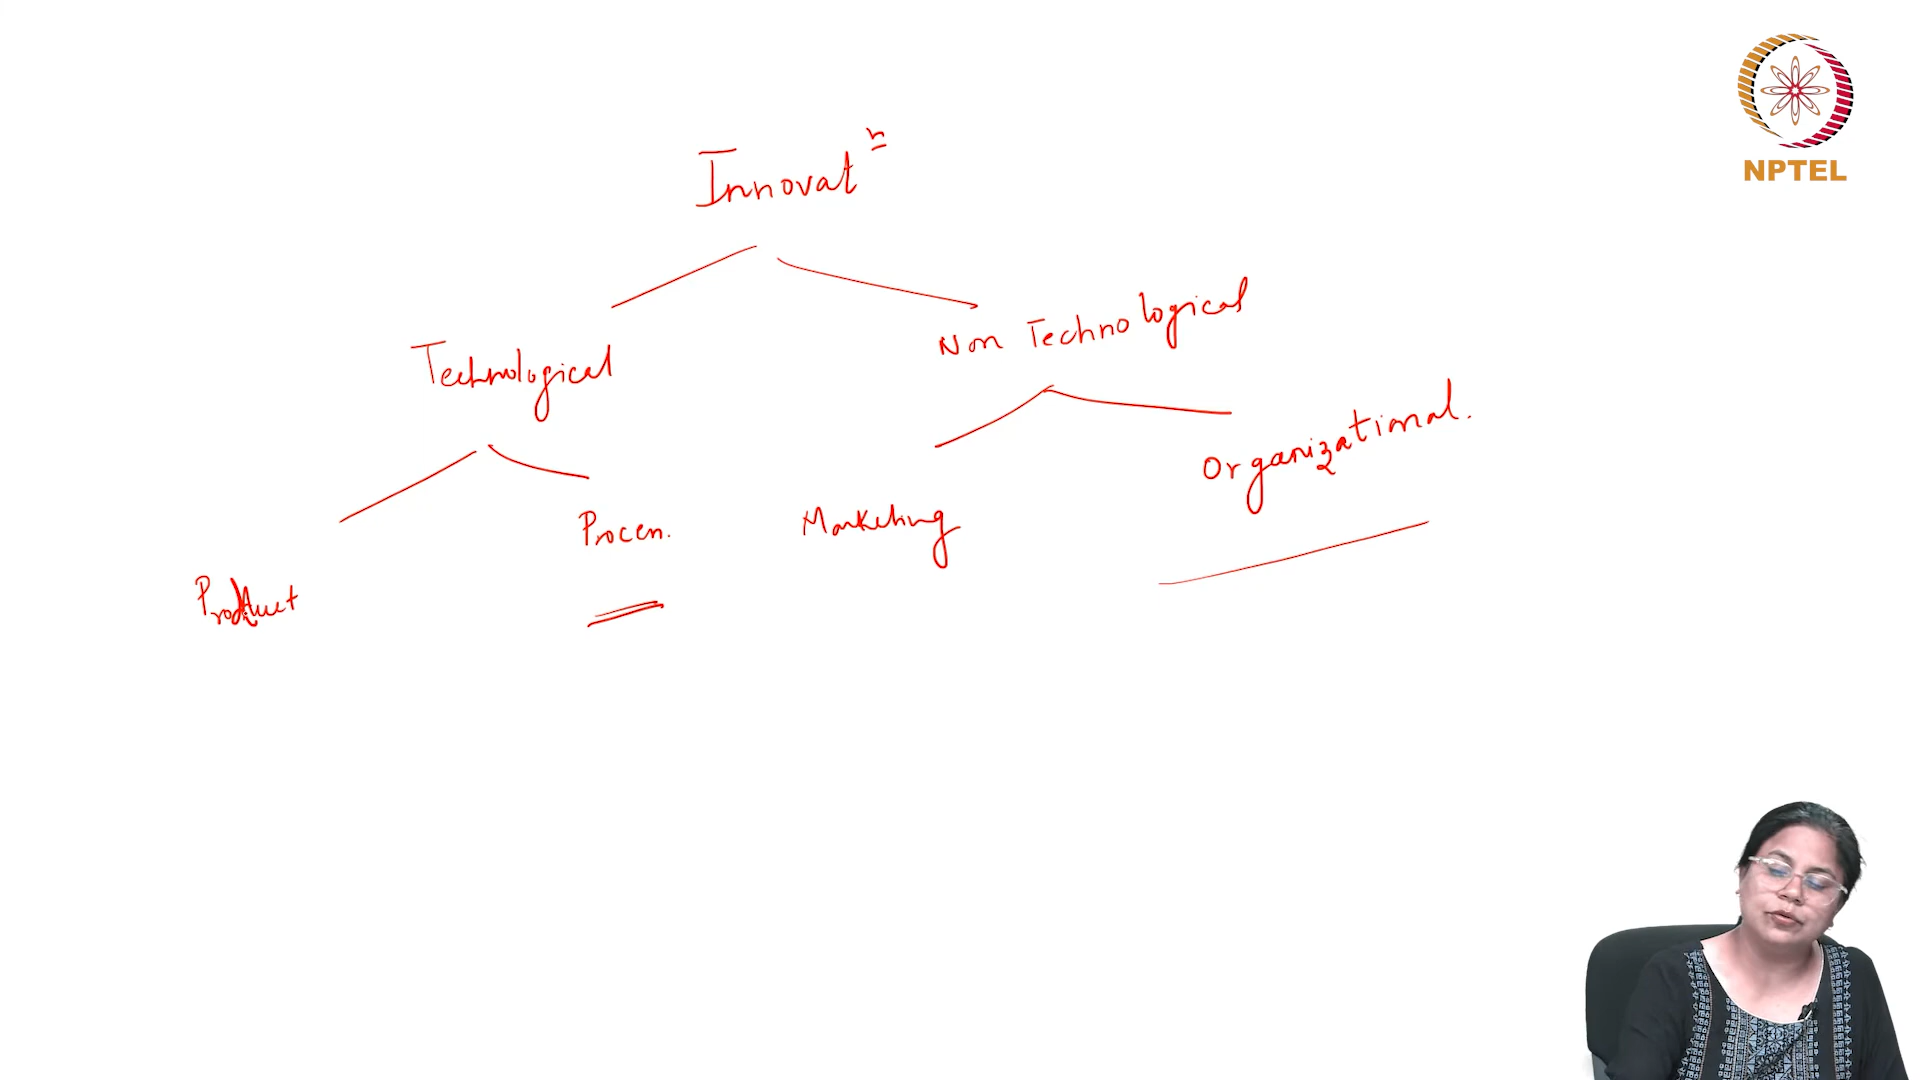 NPTEL
Innovatn
Technological
Non Technological
Product
Process.
Marketing
Organizational.